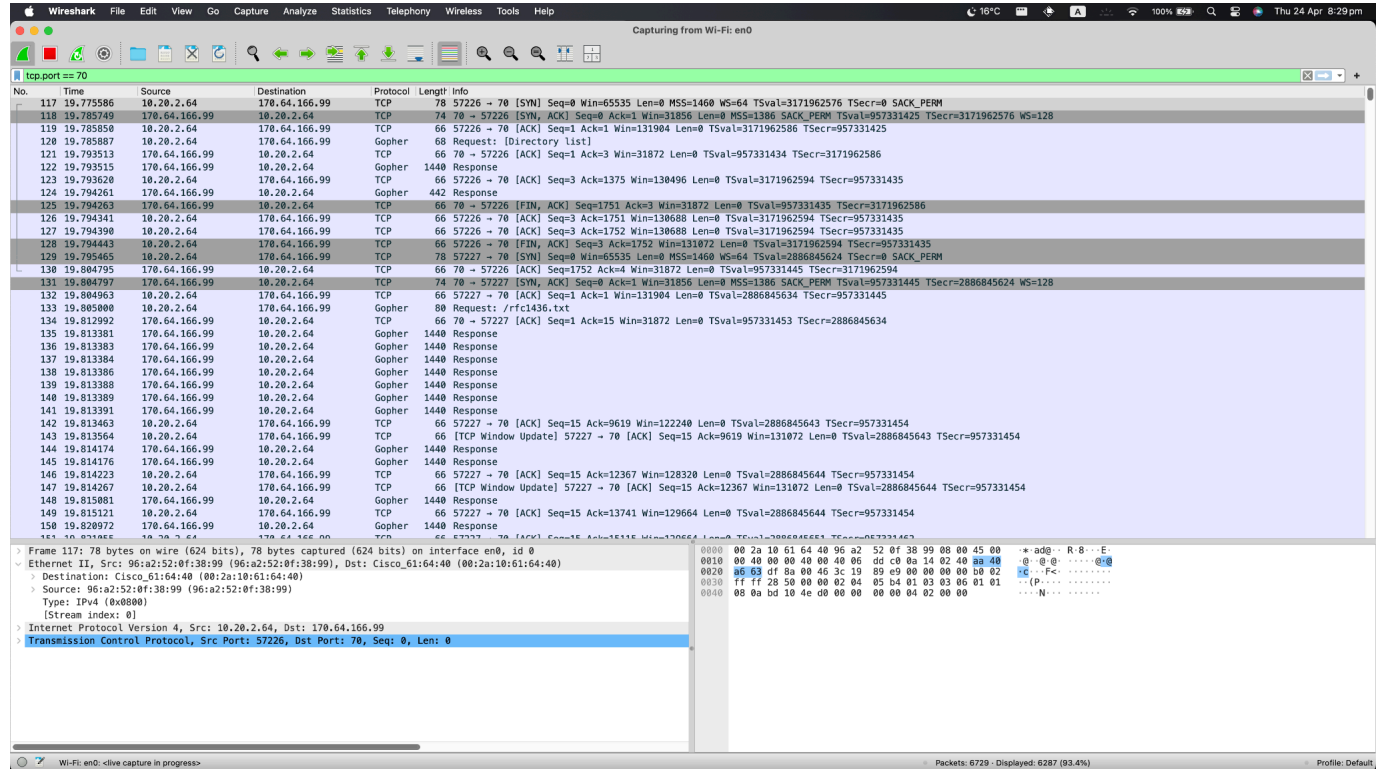 Wireshark File Edit View Go Capture Analyze Statistics Telephony Wireless Tools Help 16°C A 100% Thu 24 Apr 8:29 pm
Capturing from Wi-Fi: en0
tcp.port == 70
No. Time Source Destination Protocol Length Info
117 19.775586 10.20.2.64 170.64.166.99 TCP 78 57226 → 70 [SYN] Seq=0 Win=65535 Len=0 MSS=1460 WS=64 TSval=3171962576 TSecr=0 SACK_PERM
118 19.785749 170.64.166.99 10.20.2.64 TCP 74 70 → 57226 [SYN, ACK] Seq=0 Ack=1 Win=31856 Len=0 MSS=1386 SACK_PERM TSval=957331425 TSecr=3171962576 WS=128
119 19.785850 10.20.2.64 170.64.166.99 TCP 66 57226 → 70 [ACK] Seq=1 Ack=1 Win=131904 Len=0 TSval=3171962586 TSecr=957331425
120 19.785887 10.20.2.64 170.64.166.99 Gopher 68 Request: [Directory list]
121 19.793513 170.64.166.99 10.20.2.64 TCP 66 70 → 57226 [ACK] Seq=1 Ack=3 Win=31872 Len=0 TSval=957331434 TSecr=3171962586
122 19.793515 170.64.166.99 10.20.2.64 Gopher 1440 Response
123 19.793620 10.20.2.64 170.64.166.99 TCP 66 57226 → 70 [ACK] Seq=3 Ack=1375 Win=130496 Len=0 TSval=3171962594 TSecr=957331435
124 19.794261 170.64.166.99 10.20.2.64 Gopher 442 Response
125 19.794263 170.64.166.99 10.20.2.64 TCP 66 70 → 57226 [FIN, ACK] Seq=1751 Ack=3 Win=31872 Len=0 TSval=957331435 TSecr=3171962586
126 19.794341 10.20.2.64 170.64.166.99 TCP 66 57226 → 70 [ACK] Seq=3 Ack=1751 Win=130688 Len=0 TSval=3171962594 TSecr=957331435
127 19.794390 10.20.2.64 170.64.166.99 TCP 66 57226 → 70 [ACK] Seq=3 Ack=1752 Win=130688 Len=0 TSval=3171962594 TSecr=957331435
128 19.794443 10.20.2.64 170.64.166.99 TCP 66 57226 → 70 [FIN, ACK] Seq=3 Ack=1752 Win=131072 Len=0 TSval=3171962594 TSecr=957331435
129 19.795465 10.20.2.64 170.64.166.99 TCP 78 57227 → 70 [SYN] Seq=0 Win=65535 Len=0 MSS=1460 WS=64 TSval=2886845624 TSecr=0 SACK_PERM
130 19.804795 170.64.166.99 10.20.2.64 TCP 66 70 → 57226 [ACK] Seq=1752 Ack=4 Win=31872 Len=0 TSval=957331445 TSecr=3171962594
131 19.804797 170.64.166.99 10.20.2.64 TCP 74 70 → 57227 [SYN, ACK] Seq=0 Ack=1 Win=31856 Len=0 MSS=1386 SACK_PERM TSval=957331445 TSecr=2886845624 WS=128
132 19.804963 10.20.2.64 170.64.166.99 TCP 66 57227 → 70 [ACK] Seq=1 Ack=1 Win=131904 Len=0 TSval=2886845634 TSecr=957331445
133 19.805000 10.20.2.64 170.64.166.99 Gopher 80 Request: /rfc1436.txt
134 19.812992 170.64.166.99 10.20.2.64 TCP 66 70 → 57227 [ACK] Seq=1 Ack=15 Win=31872 Len=0 TSval=957331453 TSecr=2886845634
135 19.813381 170.64.166.99 10.20.2.64 Gopher 1440 Response
136 19.813383 170.64.166.99 10.20.2.64 Gopher 1440 Response
137 19.813384 170.64.166.99 10.20.2.64 Gopher 1440 Response
138 19.813386 170.64.166.99 10.20.2.64 Gopher 1440 Response
139 19.813388 170.64.166.99 10.20.2.64 Gopher 1440 Response
140 19.813389 170.64.166.99 10.20.2.64 Gopher 1440 Response
141 19.813391 170.64.166.99 10.20.2.64 Gopher 1440 Response
142 19.813463 10.20.2.64 170.64.166.99 TCP 66 57227 → 70 [ACK] Seq=15 Ack=9619 Win=122240 Len=0 TSval=2886845643 TSecr=957331454
143 19.813564 10.20.2.64 170.64.166.99 TCP 66 [TCP Window Update] 57227 → 70 [ACK] Seq=15 Ack=9619 Win=131072 Len=0 TSval=2886845643 TSecr=957331454
144 19.814174 170.64.166.99 10.20.2.64 Gopher 1440 Response
145 19.814176 170.64.166.99 10.20.2.64 Gopher 1440 Response
146 19.814223 10.20.2.64 170.64.166.99 TCP 66 57227 → 70 [ACK] Seq=15 Ack=12367 Win=128320 Len=0 TSval=2886845644 TSecr=957331454
147 19.814267 10.20.2.64 170.64.166.99 TCP 66 [TCP Window Update] 57227 → 70 [ACK] Seq=15 Ack=12367 Win=131072 Len=0 TSval=2886845644 TSecr=957331454
148 19.815081 170.64.166.99 10.20.2.64 Gopher 1440 Response
149 19.815121 10.20.2.64 170.64.166.99 TCP 66 57227 → 70 [ACK] Seq=15 Ack=13741 Win=129664 Len=0 TSval=2886845644 TSecr=957331454
150 19.820972 170.64.166.99 10.20.2.64 Gopher 1440 Response
Frame 117: 78 bytes on wire (624 bits), 78 bytes captured (624 bits) on interface en0, id 0
Ethernet II, Src: 96:a2:52:0f:38:99 (96:a2:52:0f:38:99), Dst: Cisco_61:64:40 (00:2a:10:61:64:40)
Destination: Cisco_61:64:40 (00:2a:10:61:64:40)
Source: 96:a2:52:0f:38:99 (96:a2:52:0f:38:99)
Type: IPv4 (0x0800)
[Stream index: 0]
Internet Protocol Version 4, Src: 10.20.2.64, Dst: 170.64.166.99
Transmission Control Protocol, Src Port: 57226, Dst Port: 70, Seq: 0, Len: 0
0000 00 2a 10 61 64 40 96 a2 52 0f 38 99 08 00 45 00 ·*·ad@·· R·8···E·
0010 00 40 00 00 40 00 40 06 dd c0 0a 14 02 40 aa 40 ·@··@·@· ·····@·@
0020 a6 63 df 8a 00 46 3c 19 89 e9 00 00 00 00 b0 02 ·c···F<· ········
0030 ff ff 28 50 00 00 02 04 05 b4 01 03 03 06 01 01 ··(P···· ········
0040 08 0a bd 10 4e d0 00 00 00 00 04 02 00 00 ····N··· ······
Wi-Fi: en0: <live capture in progress> Packets: 6729 · Displayed: 6287 (93.4%) Profile: Default